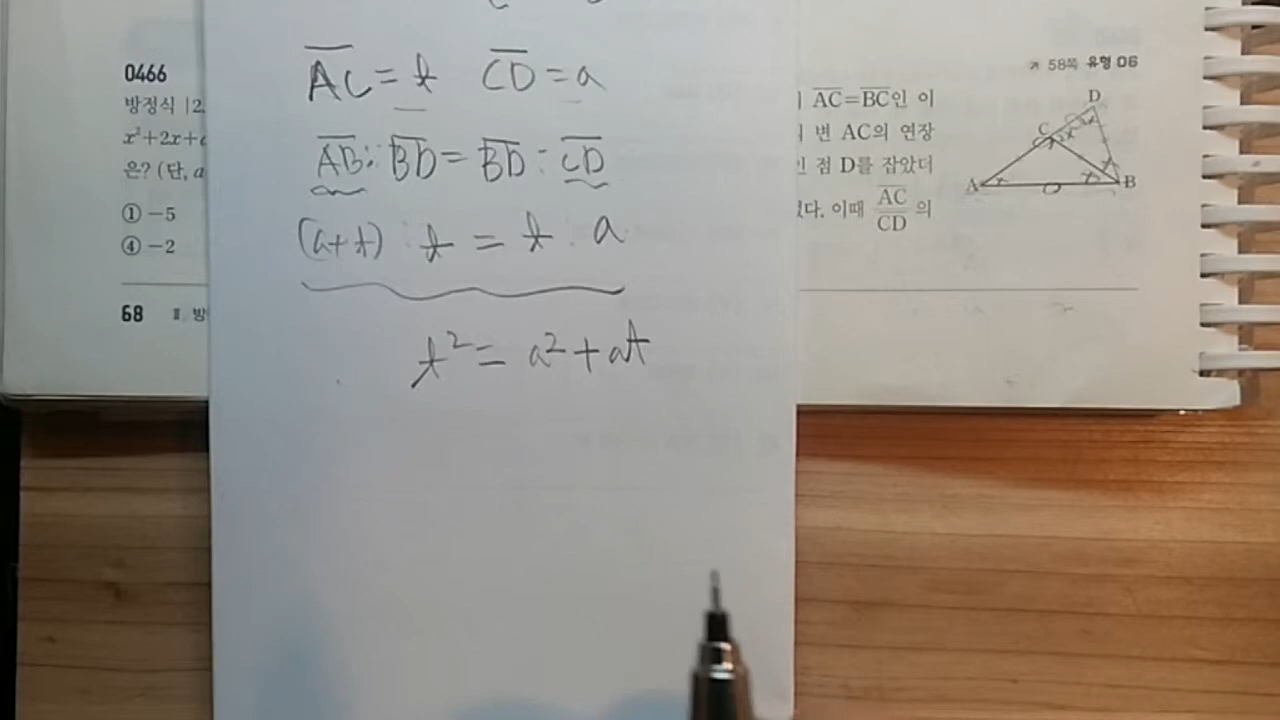 0466
방정식 |2
x²+2x+
은? (단, a
① -5
④ -2
68 Ⅱ 방
AC = t CD = a
AB : BD = BD : CD
(a+t) : t = t : a
t² = a² + at
58쪽 유형 06
AC=BC인 이
변 AC의 연장
인 점 D를 잡았더
다. 이때 AC/CD 의
D
C
A
B